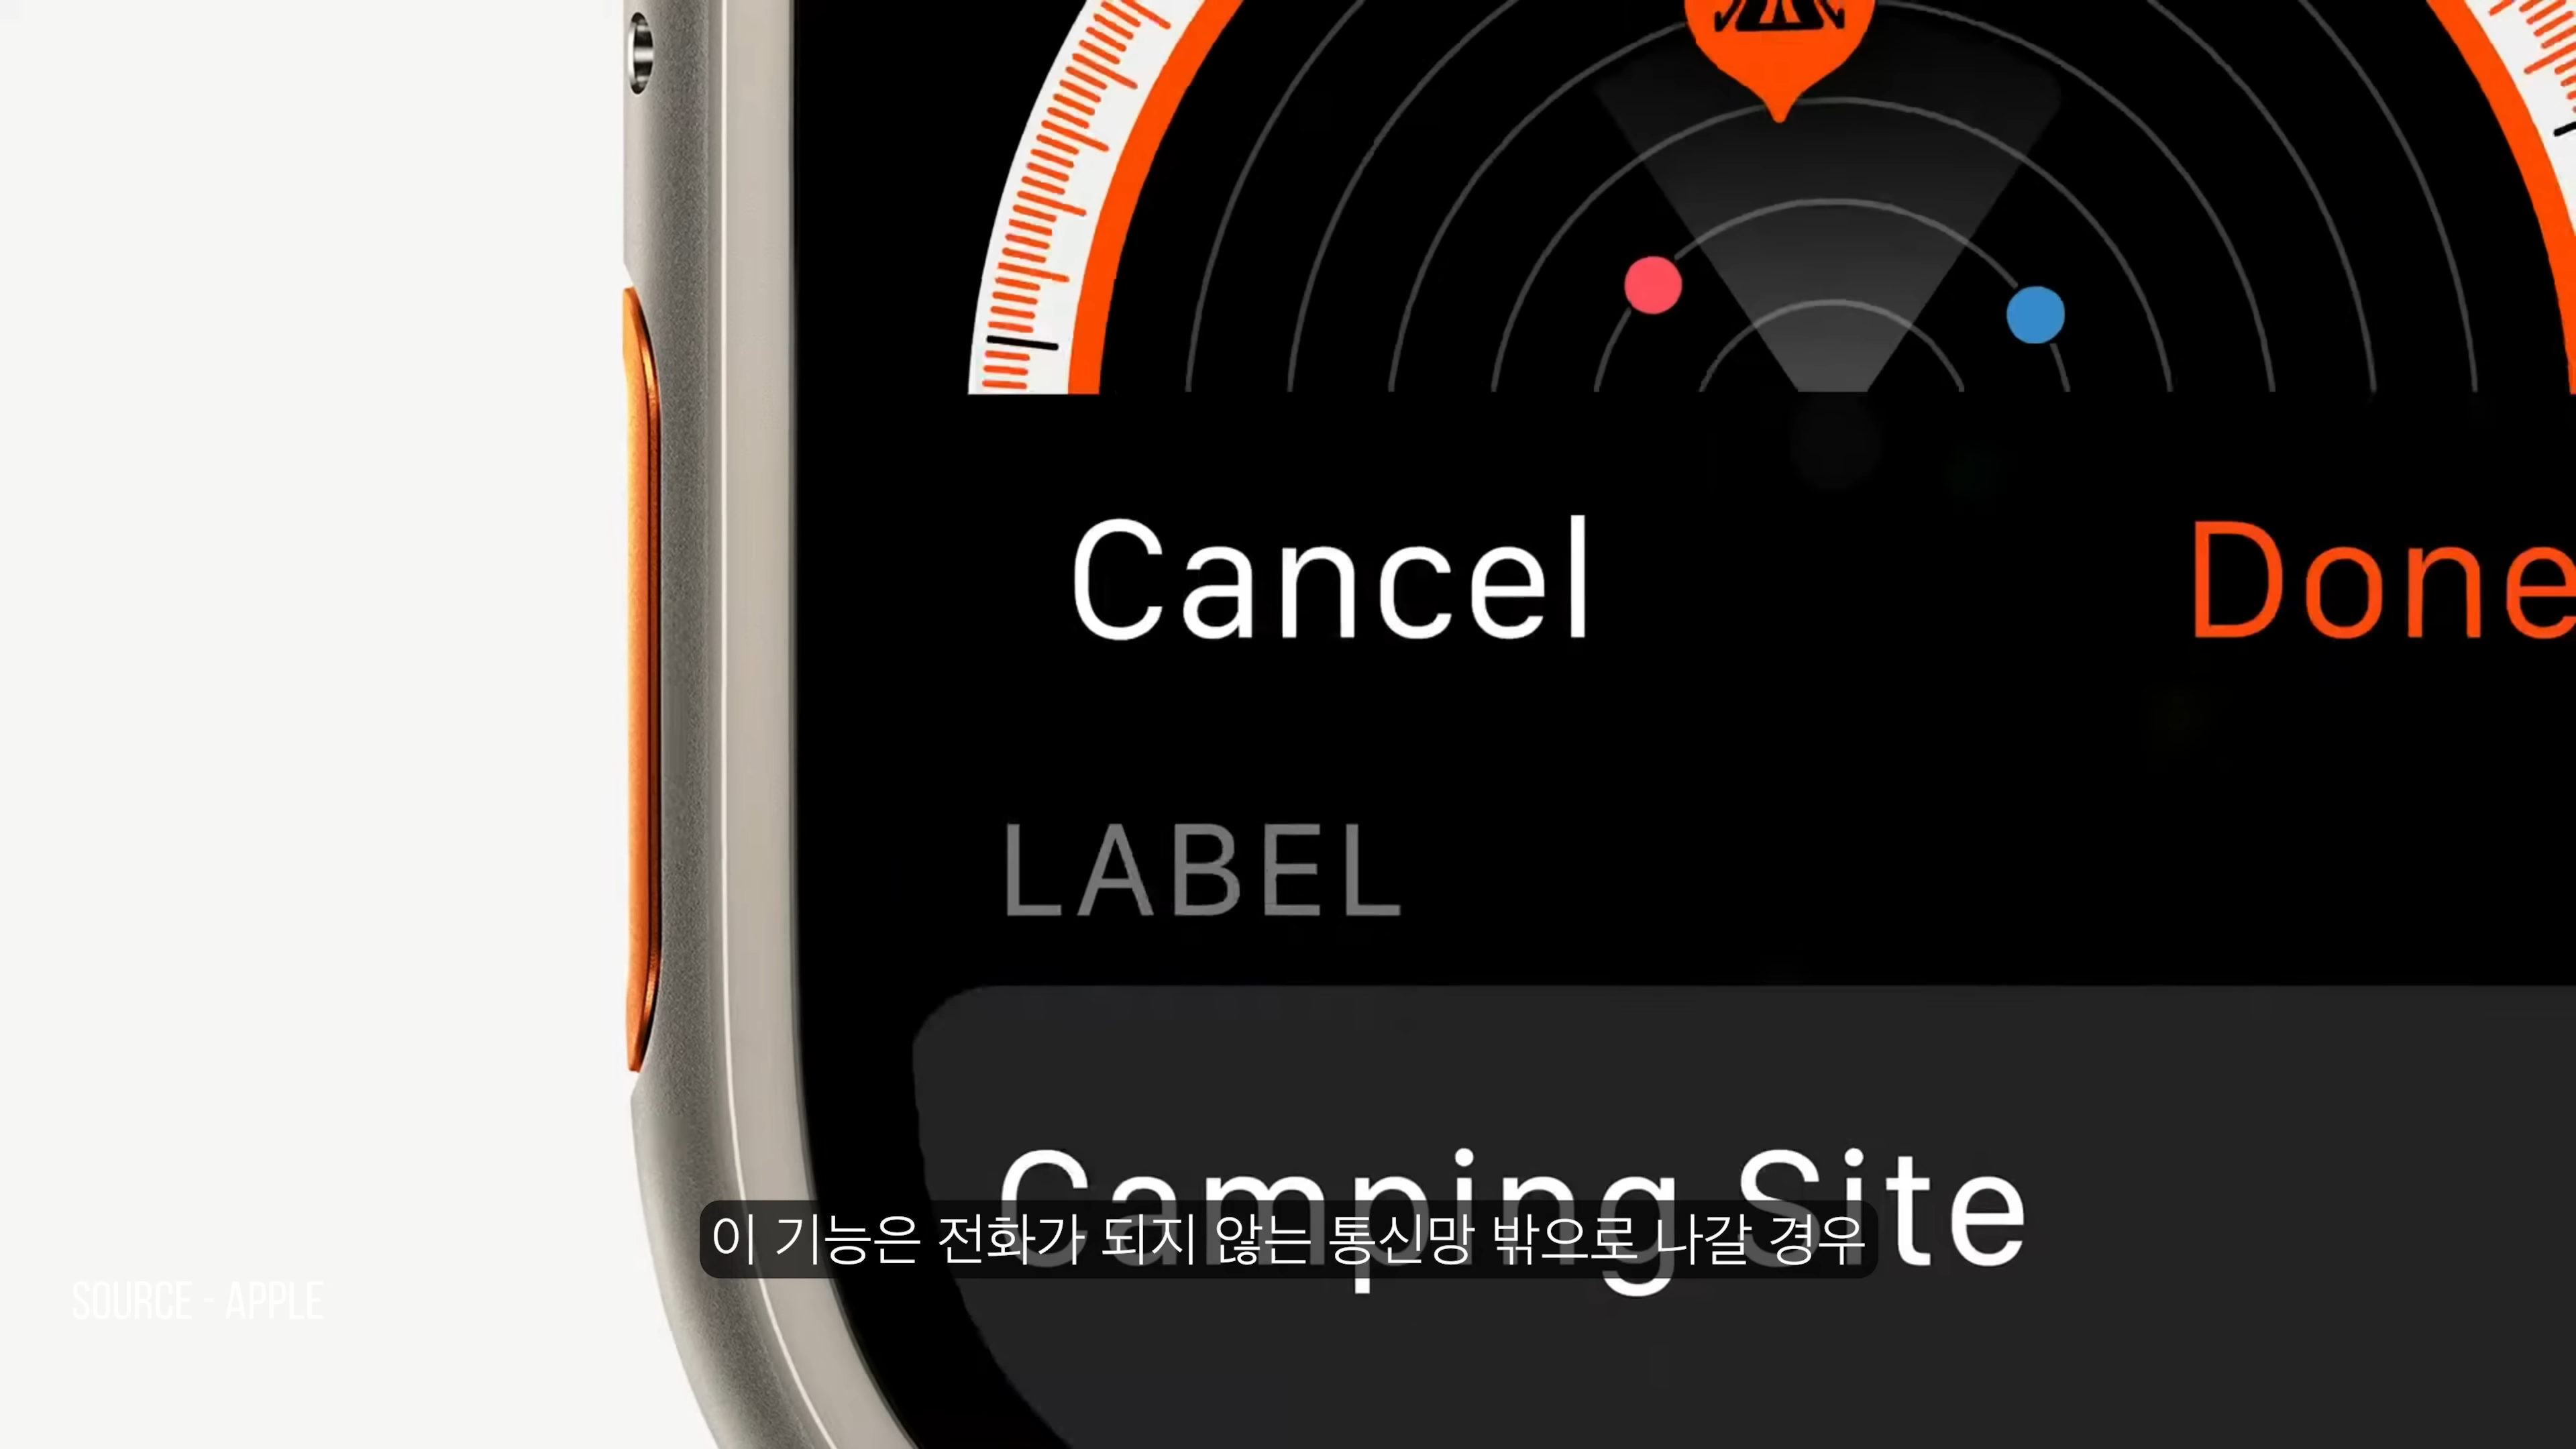 Cancel
Done
LABEL
Camping Site
이 기능은 전화가 되지 않는 통신망 밖으로 나갈 경우
SOURCE - APPLE